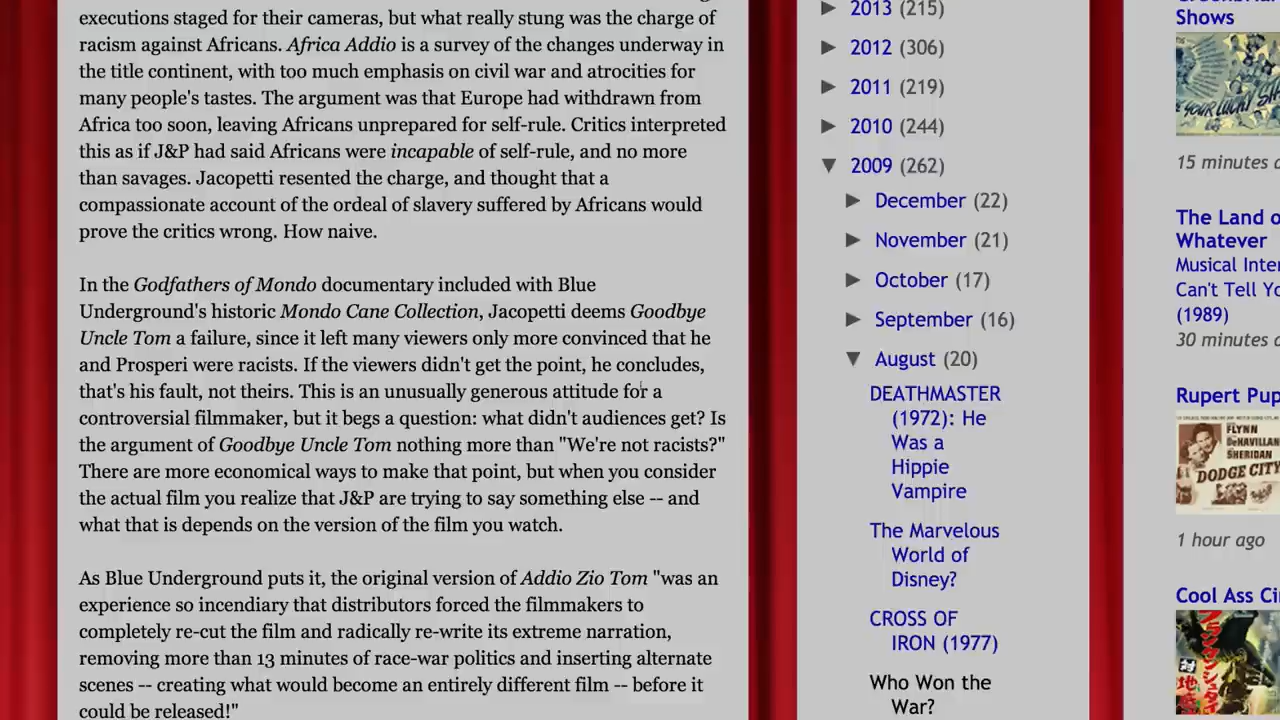 executions staged for their cameras, but what really stung was the charge of
racism against Africans. Africa Addio is a survey of the changes underway in
the title continent, with too much emphasis on civil war and atrocities for
many people's tastes. The argument was that Europe had withdrawn from
Africa too soon, leaving Africans unprepared for self-rule. Critics interpreted
this as if J&P had said Africans were incapable of self-rule, and no more
than savages. Jacopetti resented the charge, and thought that a
compassionate account of the ordeal of slavery suffered by Africans would
prove the critics wrong. How naive.
In the Godfathers of Mondo documentary included with Blue
Underground's historic Mondo Cane Collection, Jacopetti deems Goodbye
Uncle Tom a failure, since it left many viewers only more convinced that he
and Prosperi were racists. If the viewers didn't get the point, he concludes,
that's his fault, not theirs. This is an unusually generous attitude for a
controversial filmmaker, but it begs a question: what didn't audiences get? Is
the argument of Goodbye Uncle Tom nothing more than "We're not racists?"
There are more economical ways to make that point, but when you consider
the actual film you realize that J&P are trying to say something else -- and
what that is depends on the version of the film you watch.
As Blue Underground puts it, the original version of Addio Zio Tom "was an
experience so incendiary that distributors forced the filmmakers to
completely re-cut the film and radically re-write its extreme narration,
removing more than 13 minutes of race-war politics and inserting alternate
scenes -- creating what would become an entirely different film -- before it
could be released!"
► 2013 (215)
► 2012 (306)
► 2011 (219)
► 2010 (244)
▼ 2009 (262)
► December (22)
► November (21)
► October (17)
► September (16)
▼ August (20)
DEATHMASTER
(1972): He
Was a
Hippie
Vampire
The Marvelous
World of
Disney?
CROSS OF
IRON (1977)
Who Won the
War?
Shows
YOUR LUCKY
15 minutes
The Land
Whatever
Musical
Can't Tell
(1989)
30 minutes
Rupert
FLYNN
DeHAVILLAND
SHERIDAN
DODGE CITY
1 hour ago
Cool Ass